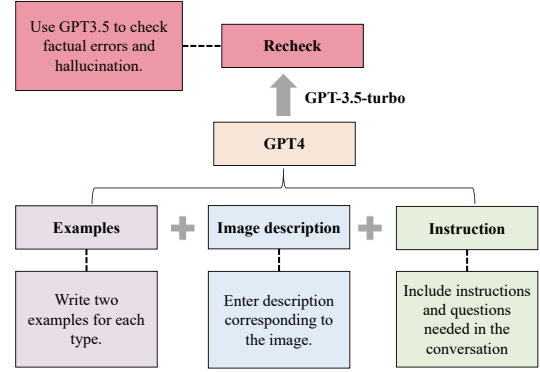 Use GPT3.5 to check
factual errors and
hallucination.
Recheck
GPT-3.5-turbo
GPT4
Examples
Image description
Instruction
Write two
examples for each
type.
Enter description
corresponding to
the image.
Include instructions
and questions
needed in the
conversation